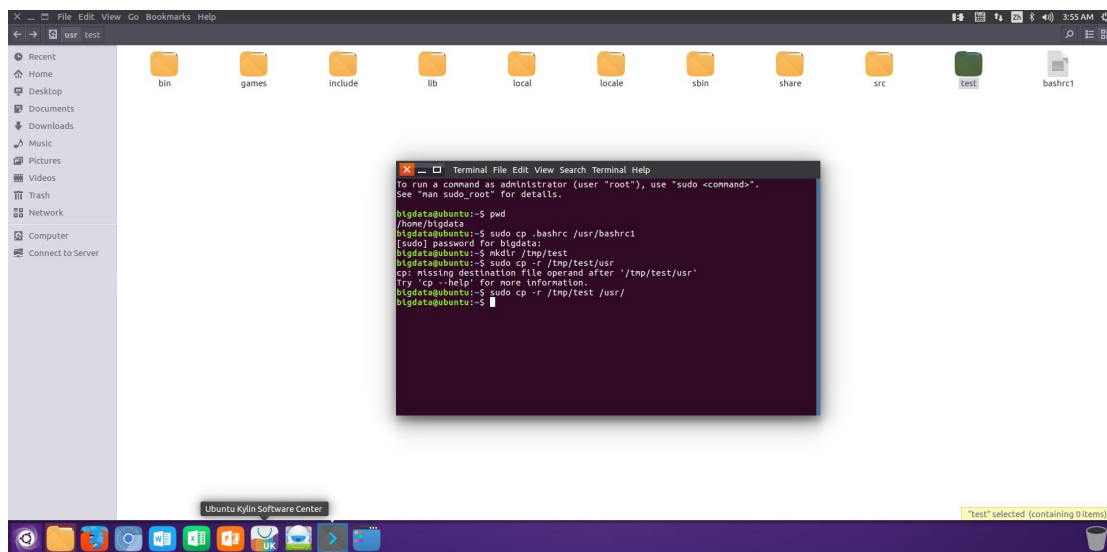 File Edit View Go Bookmarks Help
Zh 3:55 AM
usr test
Recent
Home
Desktop
Documents
Downloads
Music
Pictures
Videos
Trash
Network
Computer
Connect to Server
bin games include lib local locale sbin share src test bashrc1
Terminal File Edit View Search Terminal Help
To run a command as administrator (user "root"), use "sudo <command>".
See "man sudo_root" for details.
bigdata@ubuntu:~$ pwd
/home/bigdata
bigdata@ubuntu:~$ sudo cp .bashrc /usr/bashrc1
[sudo] password for bigdata:
bigdata@ubuntu:~$ mkdir /tmp/test
bigdata@ubuntu:~$ sudo cp -r /tmp/test/usr
cp: missing destination file operand after '/tmp/test/usr'
Try 'cp --help' for more information.
bigdata@ubuntu:~$ sudo cp -r /tmp/test /usr/
bigdata@ubuntu:~$
Ubuntu Kylin Software Center
"test" selected (containing 0 items)
W X P UK